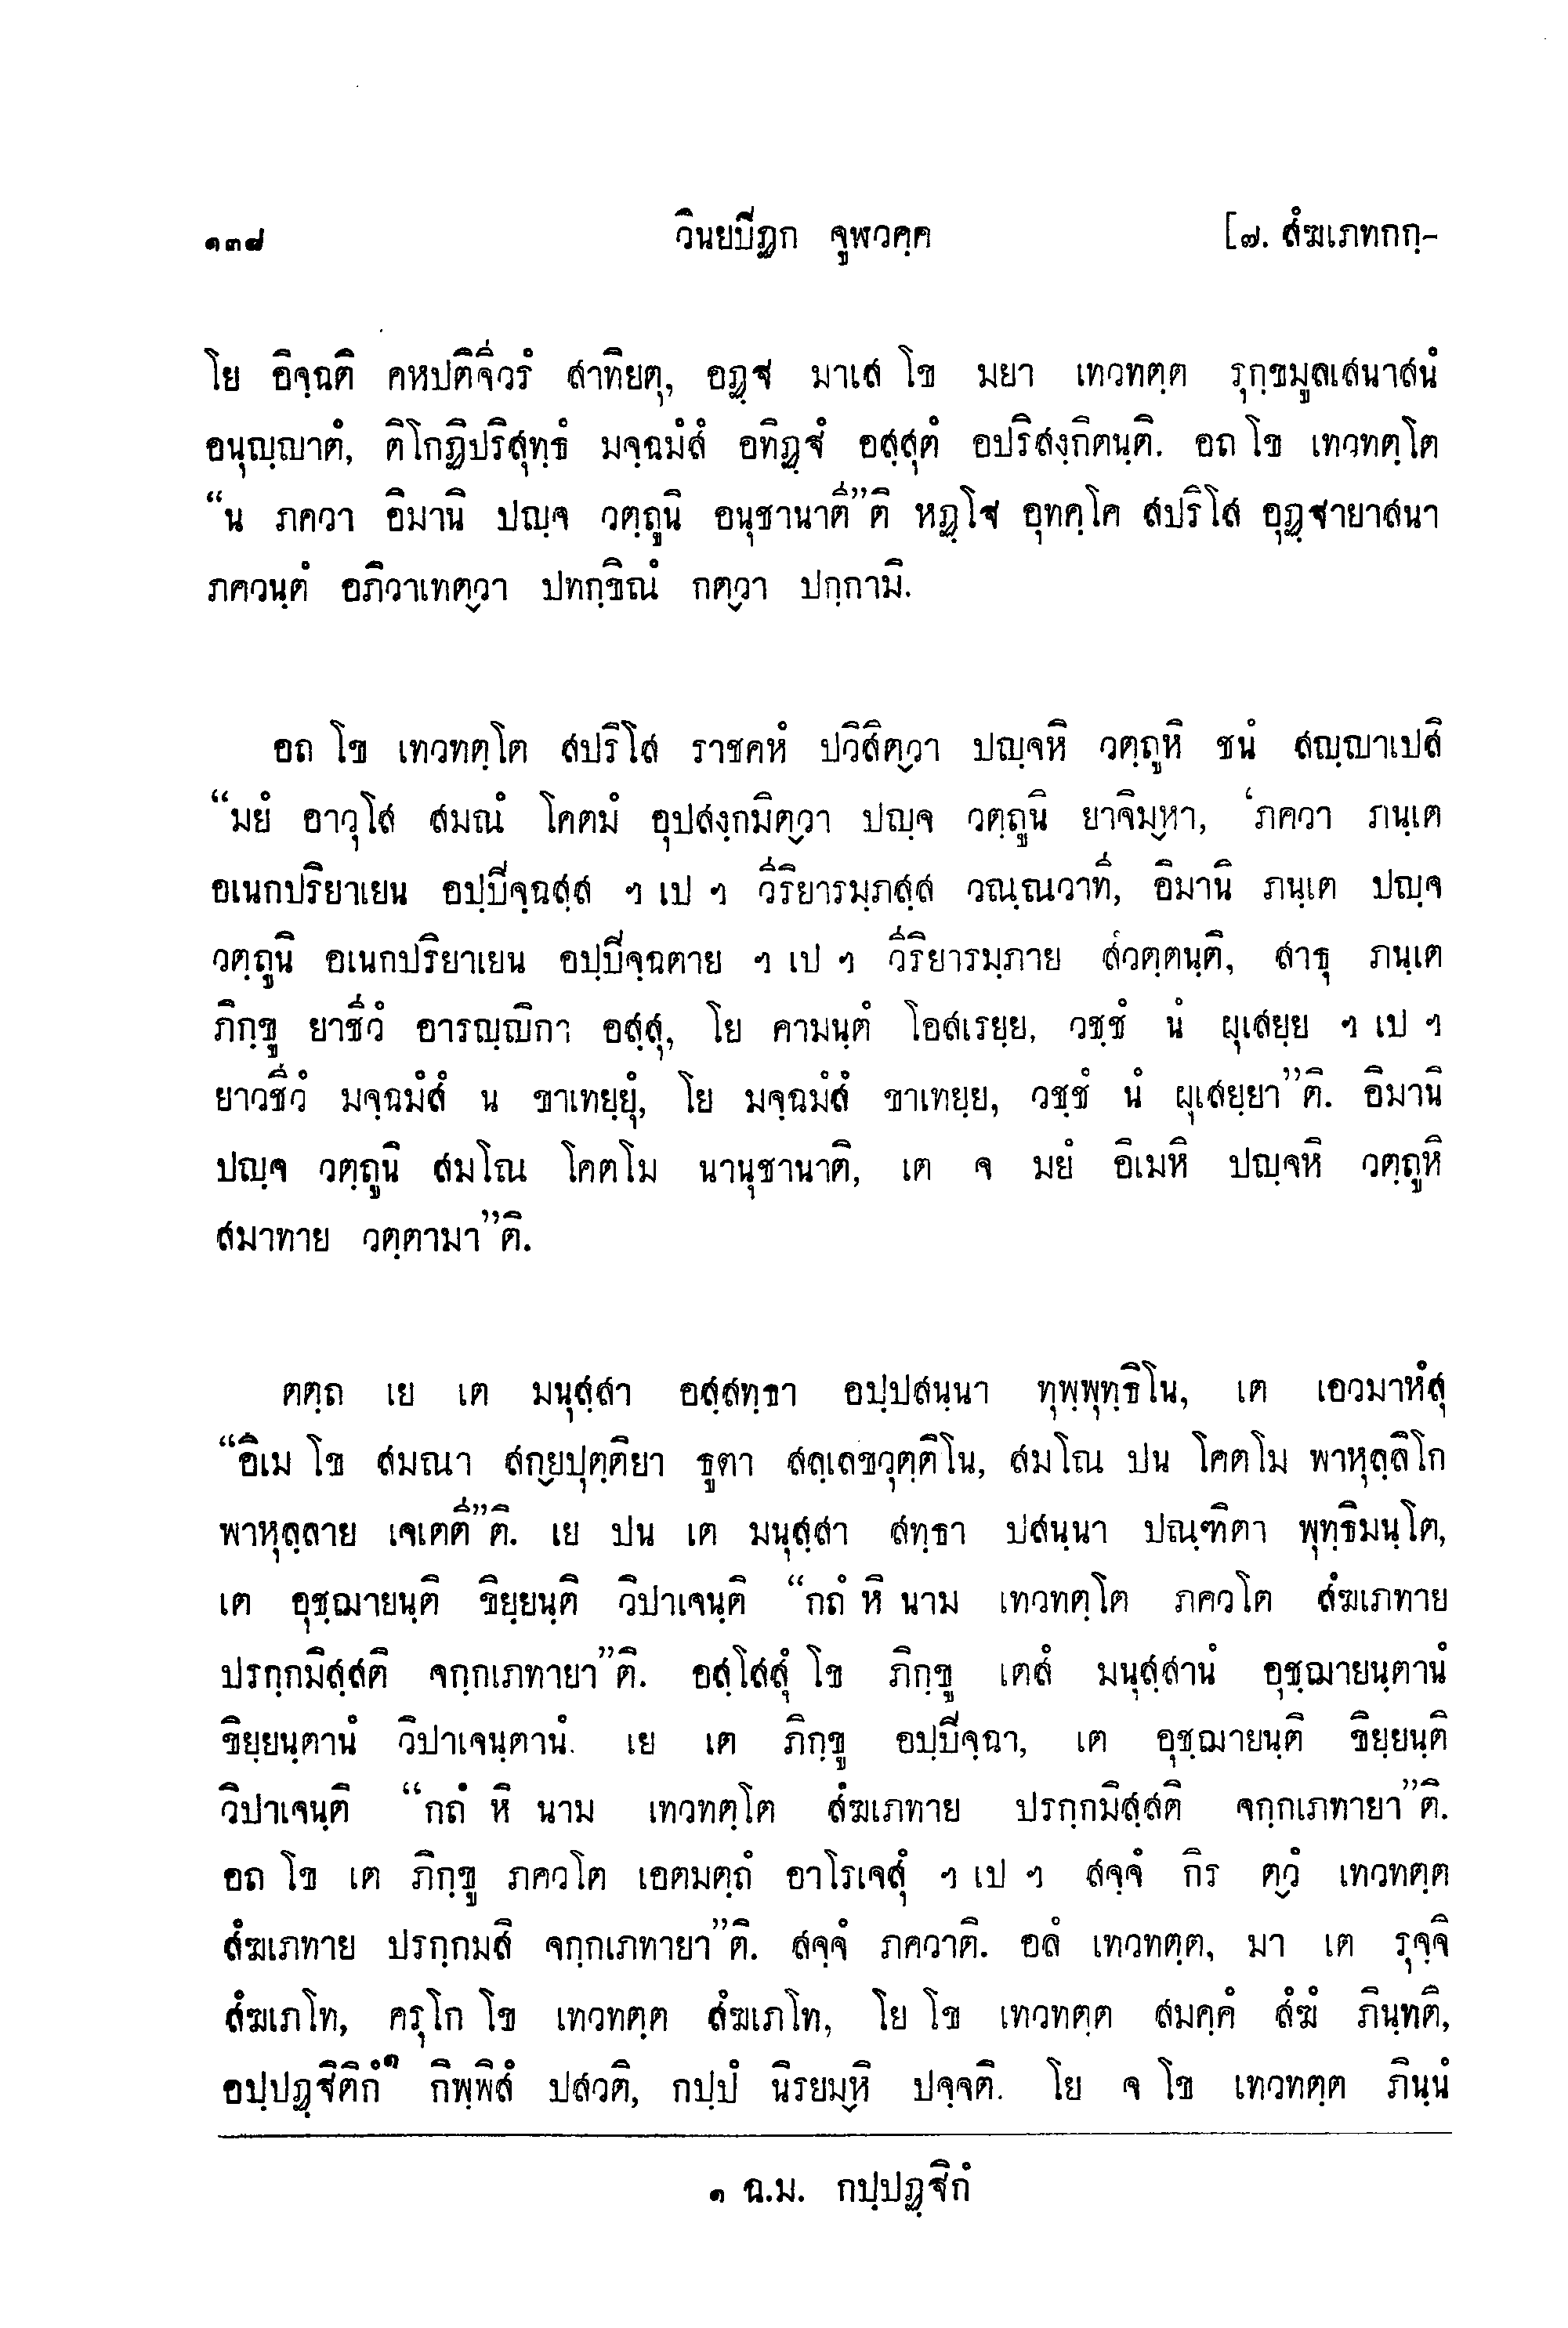 ๑๓๘ วินยปิฏก จูฬวคฺค [๗. สํฆเภทกกฺ-
โย อิจฺฉติ คหปติจีวรํ สาทิยตุ, อฏฺฐ มาเส โข มยา เทวทตฺต รุกฺขมูลเสนาสนํ
อนุญฺญาตํ, ติโกฏิปริสุทฺธํ มจฺฉมํสํ อทิฏฺฐํ อสฺสุตํ อปริสงฺกิตนฺติ. อถ โข เทวทตฺโต
“น ภควา อิมานิ ปญฺจ วตฺถูนิ อนุชานาตี”ติ หฏฺโฐ อุทคฺโค สปริโส อุฏฺฐายาสนา
ภควนฺตํ อภิวาเทตฺวา ปทกฺขิณํ กตฺวา ปกฺกามิ.
อถ โข เทวทตฺโต สปริโส ราชคหํ ปวิสิตฺวา ปญฺจหิ วตฺถูหิ ชนํ สญฺญาเปสิ
“มยํ อาวุโส สมณํ โคตมํ อุปสงฺกมิตฺวา ปญฺจ วตฺถูนิ ยาจิมฺหา, ‘ภควา ภนฺเต
อเนกปริยาเยน อปฺปิจฺฉสฺส ฯ เป ฯ วีริยารมฺภสฺส วณฺณวาที, อิมานิ ภนฺเต ปญฺจ
วตฺถูนิ อเนกปริยาเยน อปฺปิจฺฉตาย ฯ เป ฯ วีริยารมฺภาย สํวตฺตนฺติ, สาธุ ภนฺเต
ภิกฺขู ยาชีวํ อารญฺญิกา อสฺสุ, โย คามนฺตํ โอสเรยฺย, วชฺชํ นํ ผุเสยฺย ฯ เป ฯ
ยาวชีวํ มจฺฉมํสํ น ขาเทยฺยุํ, โย มจฺฉมํสํ ขาเทยฺย, วชฺชํ นํ ผุเสยฺยา”ติ. อิมานิ
ปญฺจ วตฺถูนิ สมโณ โคตโม นานุชานาติ, เต จ มยํ อิเมหิ ปญฺจหิ วตฺถูหิ
สมาทาย วตฺตามา”ติ.
ตตฺถ เย เต มนุสฺสา อสฺสทฺธา อปฺปสนฺนา ทุพฺพุทฺธิโน, เต เอวมาหํสุ
“อิเม โข สมณา สกฺยปุตฺติยา ธูตา สลฺเลขวุตฺติโน, สมโณ ปน โคตโม พาหุลฺลิโก
พาหุลฺลาย เจเตตี”ติ. เย ปน เต มนุสฺสา สทฺธา ปสนฺนา ปณฺฑิตา พุทฺธิมนฺโต,
เต อุชฺฌายนฺติ ขิยฺยนฺติ วิปาเจนฺติ “กถํ หิ นาม เทวทตฺโต ภควโต สํฆเภทาย
ปรกฺกมิสฺสติ จกฺกเภทายา”ติ. อสฺโสสุํ โข ภิกฺขู เตสํ มนุสฺสานํ อุชฺฌายนฺตานํ
ขิยฺยนฺตานํ วิปาเจนฺตานํ. เย เต ภิกฺขู อปฺปิจฺฉา, เต อุชฺฌายนฺติ ขิยฺยนฺติ
วิปาเจนฺติ “กถํ หิ นาม เทวทตฺโต สํฆเภทาย ปรกฺกมิสฺสติ จกฺกเภทายา”ติ.
อถ โข เต ภิกฺขู ภควโต เอตมตฺถํ อาโรเจสุํ ฯ เป ฯ สจฺจํ กิร ตฺวํ เทวทตฺต
สํฆเภทาย ปรกฺกมสิ จกฺกเภทายา”ติ. สจฺจํ ภควาติ. อลํ เทวทตฺต, มา เต รุจฺจิ
สํฆเภโท, ครุโก โข เทวทตฺต สํฆเภโท, โย โข เทวทตฺต สมคฺคํ สํฆํ ภินฺทติ,
อปฺปฏฺฐิติกํ๑ กิพฺพิสํ ปสวติ, กปฺปํ นิรยมฺหิ ปจฺจติ. โย จ โข เทวทตฺต ภินฺนํ
๑ ฉ.ม. กปฺปฏฺฐิกํ